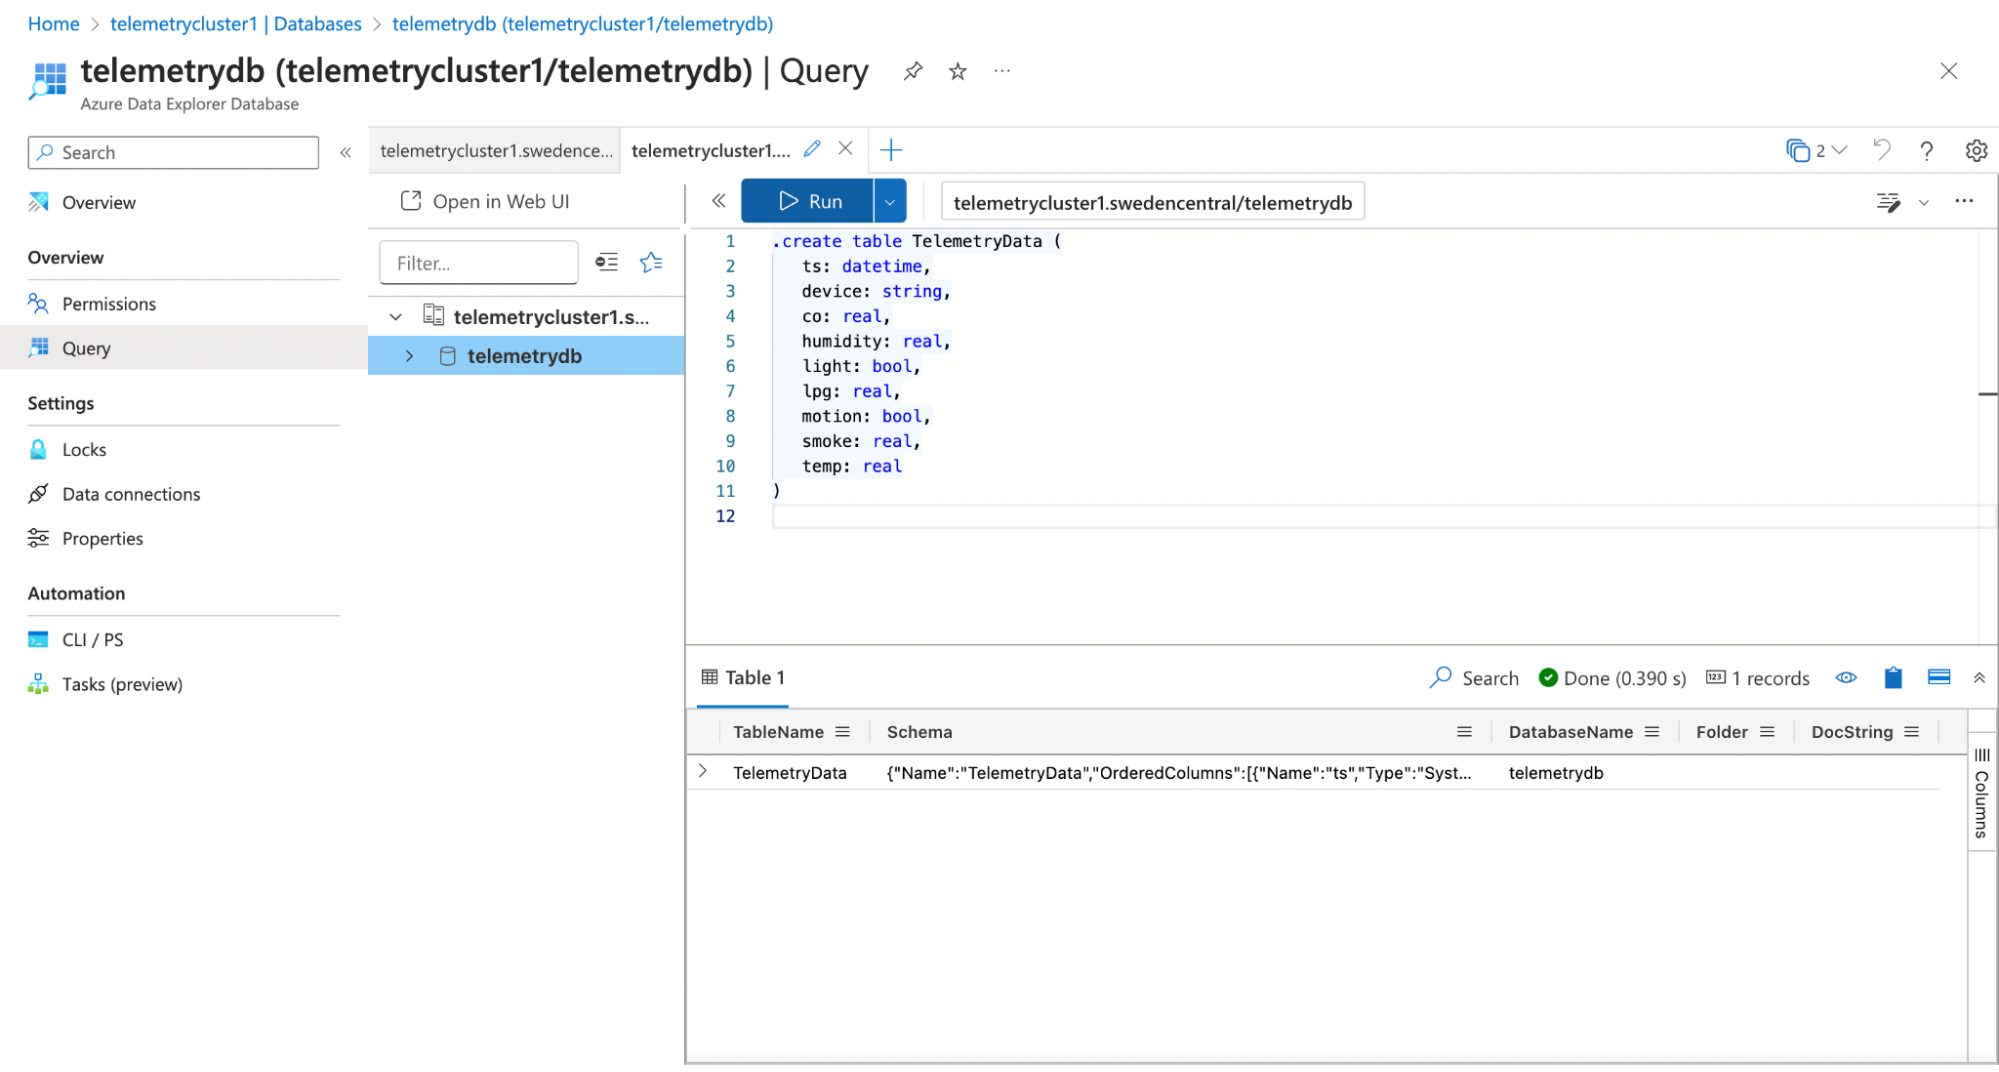 Home > telemetrycluster1 | Databases > telemetrydb (telemetrycluster1/telemetrydb)
telemetrydb (telemetrycluster1/telemetrydb) | Query
Azure Data Explorer Database
Search
Overview
Overview
Permissions
Query
Settings
Locks
Data connections
Properties
Automation
CLI / PS
Tasks (preview)
telemetrycluster1.swedence...
telemetrycluster1....
2
?
Open in Web UI
Filter...
telemetrycluster1.s...
telemetrydb
Run
telemetrycluster1.swedencentral/telemetrydb
1 .create table TelemetryData (
2 ts: datetime,
3 device: string,
4 co: real,
5 humidity: real,
6 light: bool,
7 lpg: real,
8 motion: bool,
9 smoke: real,
10 temp: real
11 )
12
Table 1
Search
Done (0.390 s)
123 1 records
TableName Schema DatabaseName Folder DocString
TelemetryData {"Name":"TelemetryData","OrderedColumns":[{"Name":"ts","Type":"Syst... telemetrydb
Columns